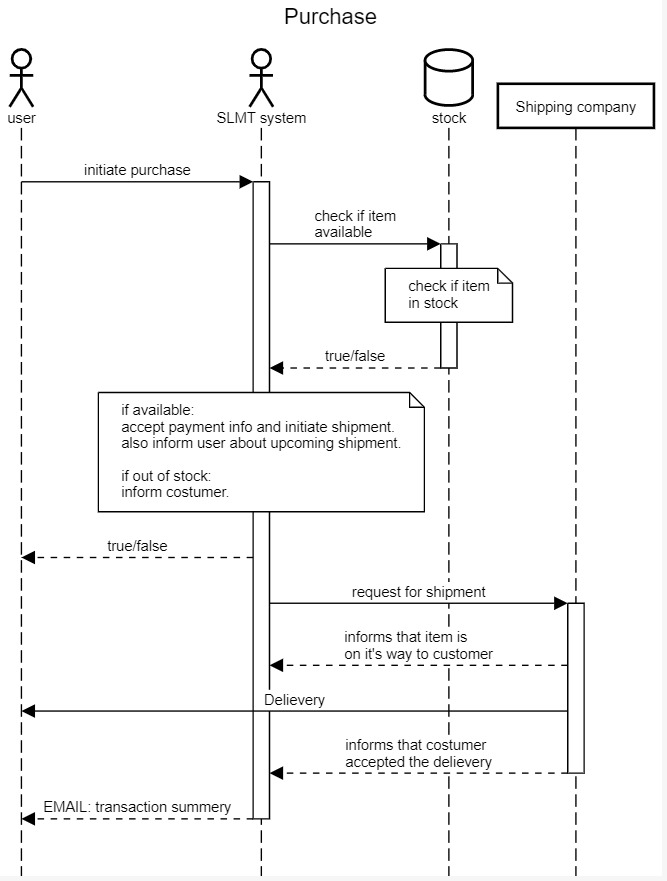 Purchase
user
SLMT system
stock
Shipping company
initiate purchase
check if item
available
check if item
in stock
true/false
if available:
accept payment info and initiate shipment.
also inform user about upcoming shipment.
if out of stock:
inform costumer.
true/false
request for shipment
informs that item is
on it's way to customer
Delievery
informs that costumer
accepted the delievery
EMAIL: transaction summery